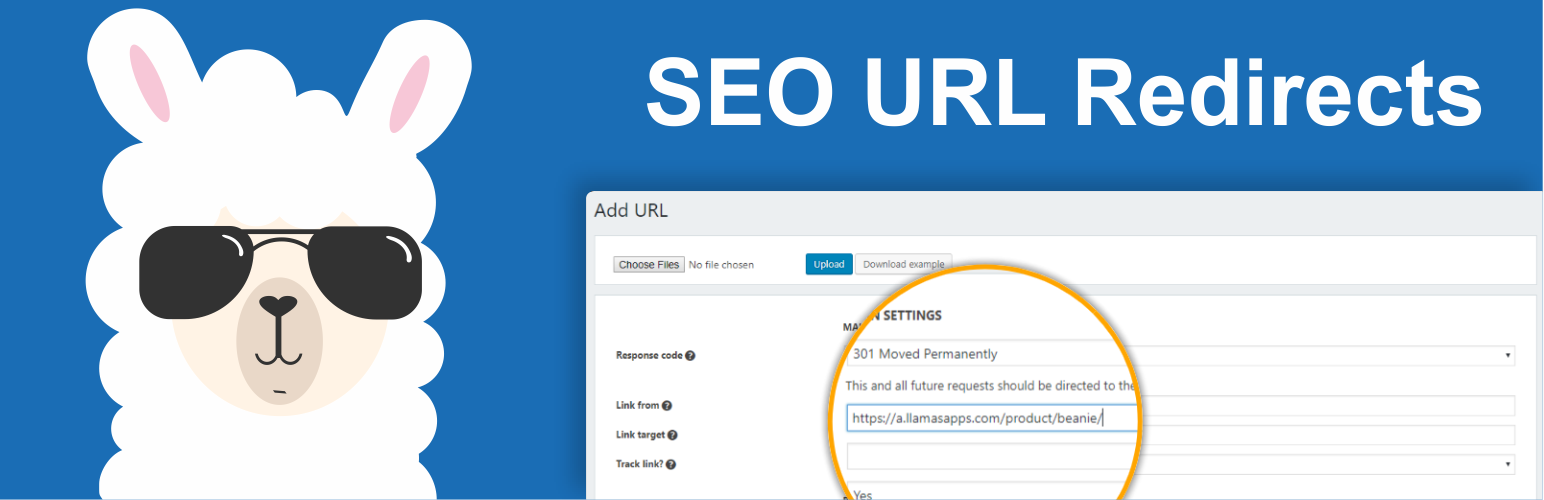 SEO URL Redirects
Add URL
Choose Files No file chosen Upload Download example
MA N SETTINGS
Response code 301 Moved Permanently
This and all future requests should be directed to the
Link from https://a.llamasapps.com/product/beanie/
Link target
Track link? Yes